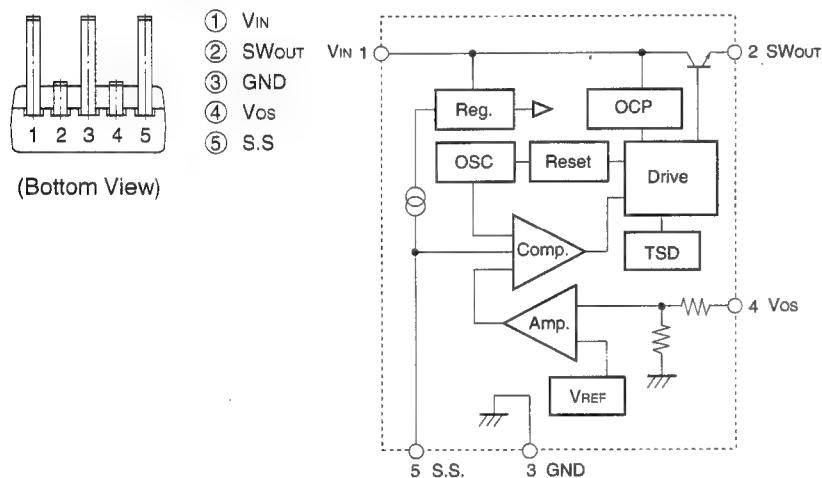 ① VIN
② SWOUT
③ GND
④ VOS
⑤ S.S
1 2 3 4 5
(Bottom View)
VIN 1
2 SWOUT
Reg.
OCP
OSC
Reset
Drive
Comp.
TSD
Amp.
4 VOS
VREF
5 S.S.
3 GND